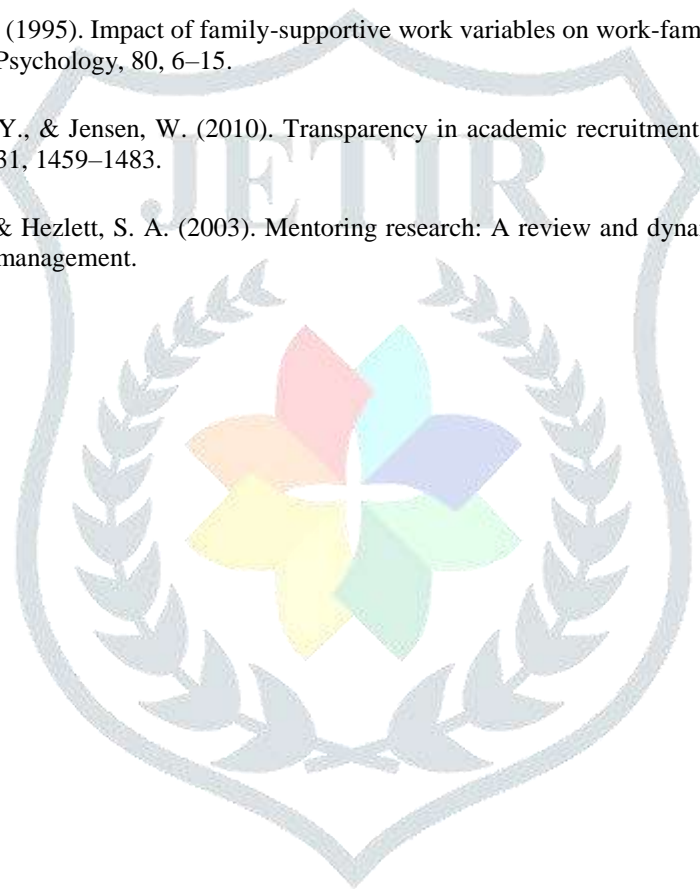 (1995). Impact of family-supportive work variables on work-fam
Psychology, 80, 6–15.
Y., & Jensen, W. (2010). Transparency in academic recruitment
31, 1459–1483.
JETIR
& Hezlett, S. A. (2003). Mentoring research: A review and dyna
management.